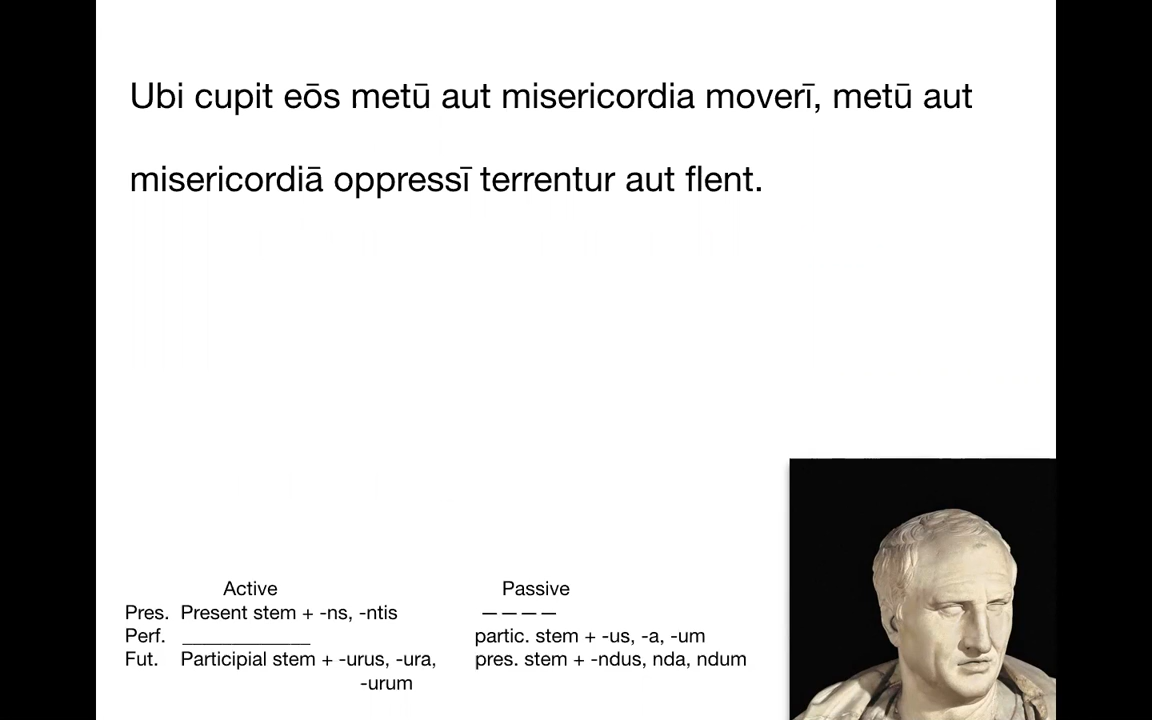 Ubi cupit eōs metū aut misericordia moverī, metū aut
misericordiā oppressī terrentur aut flent.
Active Passive
Pres. Present stem + -ns, -ntis ————
Perf. ____________ partic. stem + -us, -a, -um
Fut. Participial stem + -urus, -ura, pres. stem + -ndus, nda, ndum
-urum